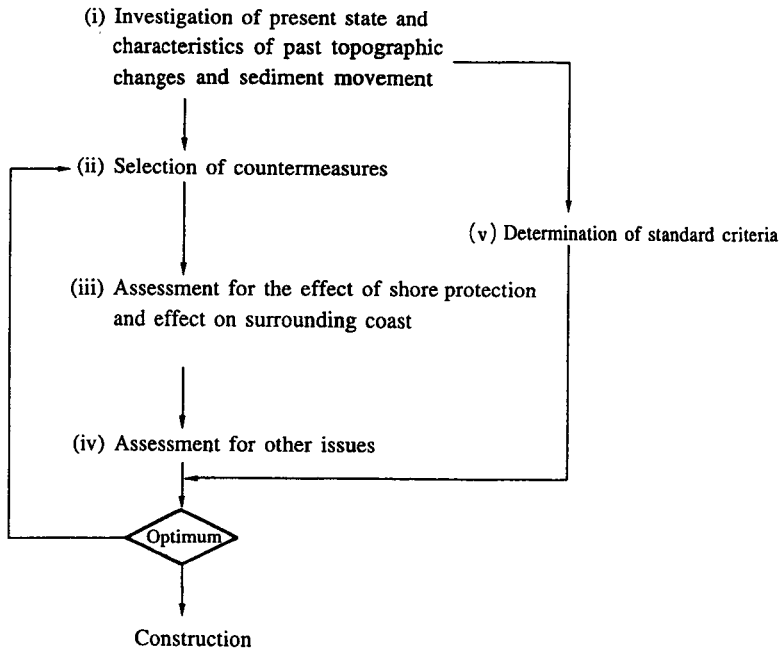 (i) Investigation of present state and
characteristics of past topographic
changes and sediment movement
(ii) Selection of countermeasures
(v) Determination of standard criteria
(iii) Assessment for the effect of shore protection
and effect on surrounding coast
(iv) Assessment for other issues
Optimum
Construction